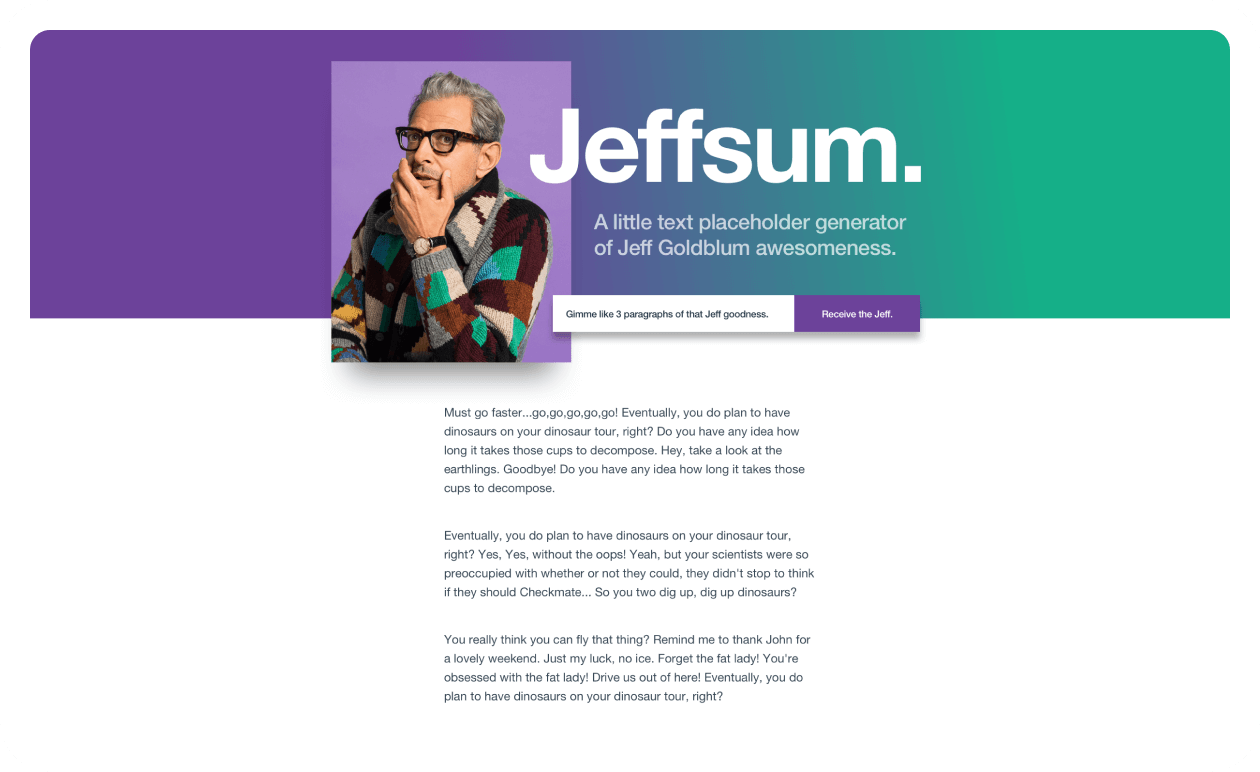 Jeffsum.
A little text placeholder generator
of Jeff Goldblum awesomeness.
Gimme like 3 paragraphs of that Jeff goodness.
Receive the Jeff.
Must go faster...go,go,go,go,go! Eventually, you do plan to have
dinosaurs on your dinosaur tour, right? Do you have any idea how
long it takes those cups to decompose. Hey, take a look at the
earthlings. Goodbye! Do you have any idea how long it takes those
cups to decompose.
Eventually, you do plan to have dinosaurs on your dinosaur tour,
right? Yes, Yes, without the oops! Yeah, but your scientists were so
preoccupied with whether or not they could, they didn't stop to think
if they should Checkmate... So you two dig up, dig up dinosaurs?
You really think you can fly that thing? Remind me to thank John for
a lovely weekend. Just my luck, no ice. Forget the fat lady! You're
obsessed with the fat lady! Drive us out of here! Eventually, you do
plan to have dinosaurs on your dinosaur tour, right?